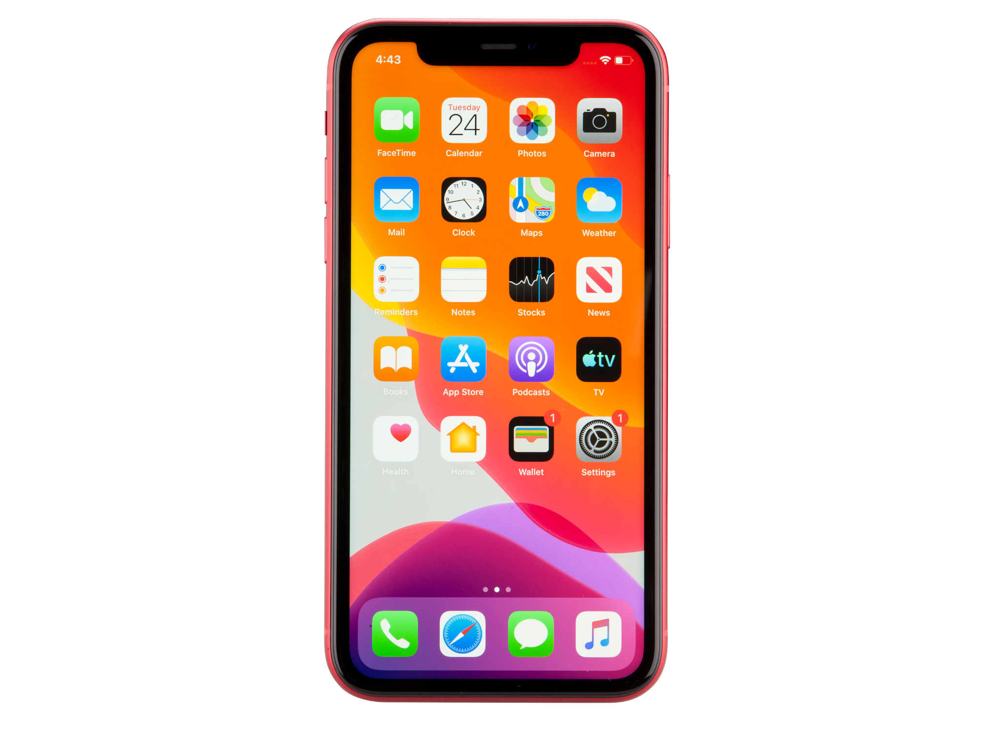 4:43
Tuesday
24
FaceTime
Calendar
Photos
Camera
12
11
1
10
2
9
3
8
4
7
5
6
280
Mail
Clock
Maps
Weather
Reminders
Notes
Stocks
News
tv
Books
App Store
Podcasts
TV
1
1
Health
Home
Wallet
Settings